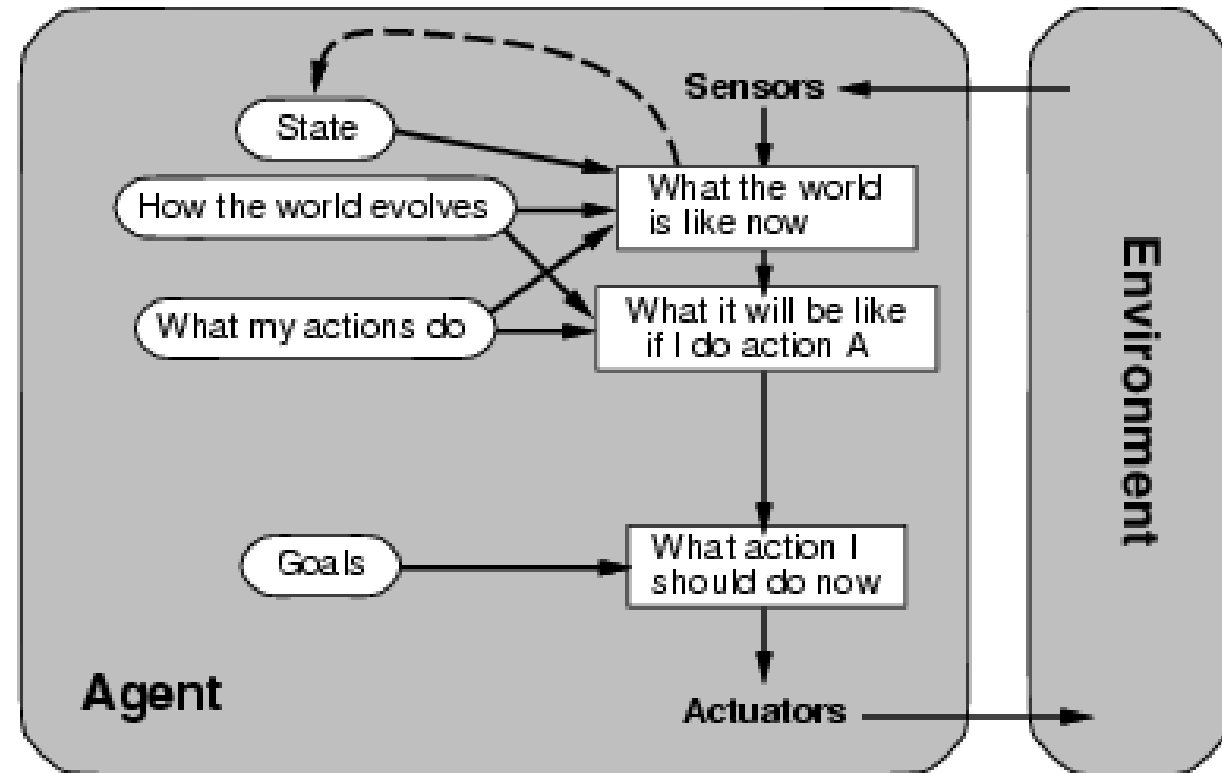 Sensors
State
What the world
is like now
How the world evolves
What it will be like
if I do action A
What my actions do
Environment
What action I
should do now
Goals
Agent
Actuators